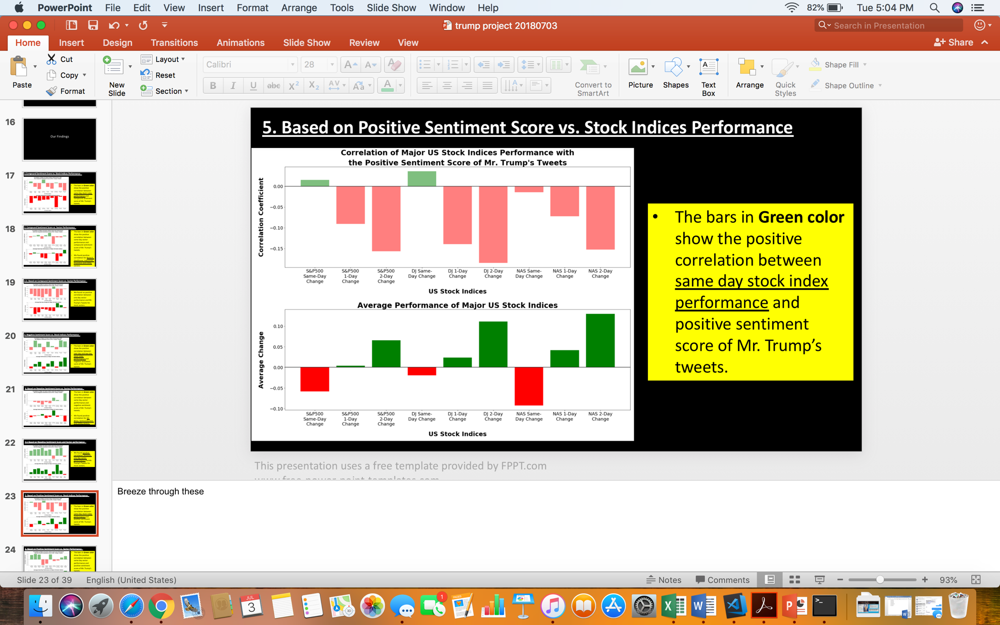 PowerPoint File Edit View Insert Format Arrange Tools Slide Show Window Help 82% Tue 5:04 PM
trump project 20180703 Search in Presentation
Home Insert Design Transitions Animations Slide Show Review View Share
Paste Cut Copy Format
New Slide Layout Reset Section
Calibri 28
B I U abc X² X₂ AV Aa A
Convert to SmartArt
Picture Shapes Text Box Arrange Quick Styles Shape Fill Shape Outline
16
Our Findings
17
18
19
20
21
22
23
24
5. Based on Positive Sentiment Score vs. Stock Indices Performance
Correlation of Major US Stock Indices Performance with
the Positive Sentiment Score of Mr. Trump's Tweets
Correlation Coefficient
0.00
−0.05
−0.10
−0.15
S&P500 Same-Day Change
S&P500 1-Day Change
S&P500 2-Day Change
DJ Same-Day Change
DJ 1-Day Change
DJ 2-Day Change
NAS Same-Day Change
NAS 1-Day Change
NAS 2-Day Change
US Stock Indices
Average Performance of Major US Stock Indices
Average Change
0.10
0.05
0.00
−0.05
−0.10
S&P500 Same-Day Change
S&P500 1-Day Change
S&P500 2-Day Change
DJ Same-Day Change
DJ 1-Day Change
DJ 2-Day Change
NAS Same-Day Change
NAS 1-Day Change
NAS 2-Day Change
US Stock Indices
• The bars in Green color
show the positive
correlation between
same day stock index
performance and
positive sentiment
score of Mr. Trump's
tweets.
This presentation uses a free template provided by FPPT.com
www.free-power-point-templates.com
Breeze through these
Slide 23 of 39 English (United States) Notes Comments 93%
JUL
3
1